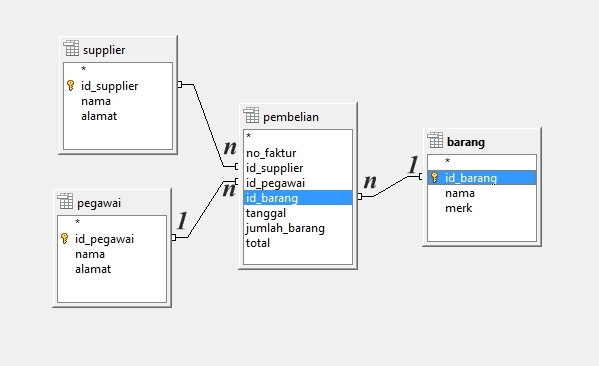 supplier
*
id_supplier
nama
alamat
n
pegawai
*
id_pegawai
nama
alamat
1
n
pembelian
*
no_faktur
id_supplier
id_pegawai
id_barang
tanggal
jumlah_barang
total
n
1
barang
*
id_barang
nama
merk